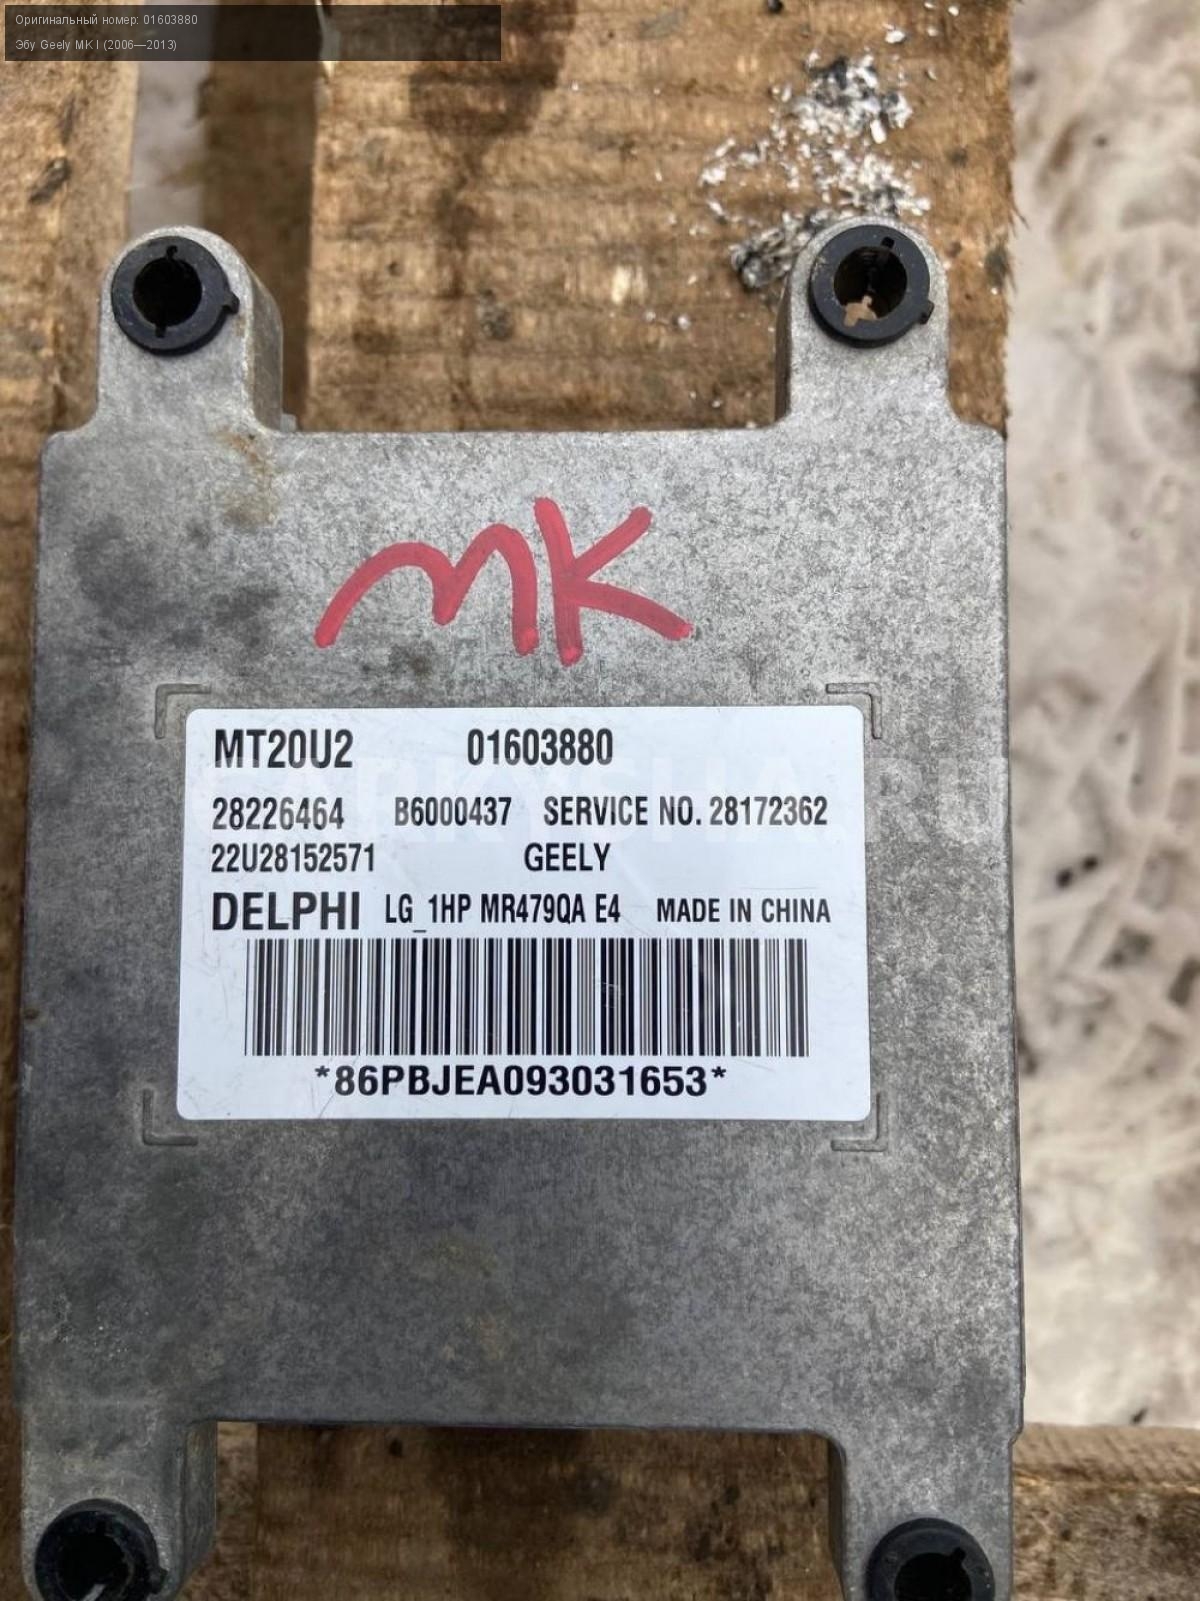 Оригинальный номер: 01603880
Эбу Geely MK I (2006—2013)
MK
MT20U2 01603880
28226464 B6000437 SERVICE NO. 28172362
22U28152571 GEELY
DELPHI LG_1HP MR479QA E4 MADE IN CHINA
*86PBJEA093031653*